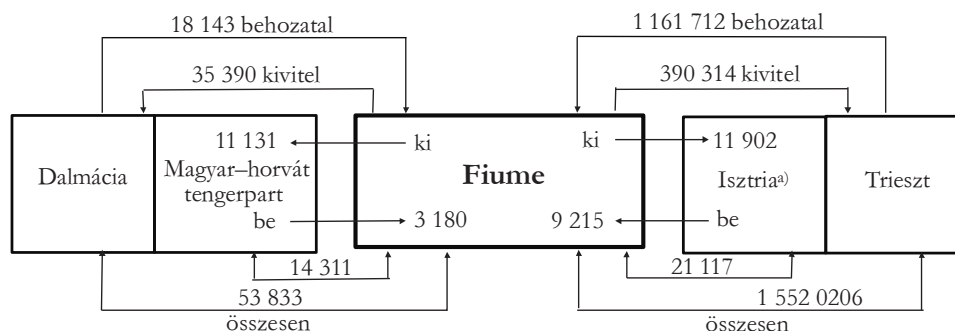 18 143 behozatal
1 161 712 behozatal
35 390 kivitel
390 314 kivitel
11 131
ki
ki
11 902
Dalmácia
Magyar–horvát
tengerpart
Fiume
Isztriaa)
Trieszt
be
3 180
9 215
be
14 311
21 117
53 833
1 552 0206
összesen
összesen